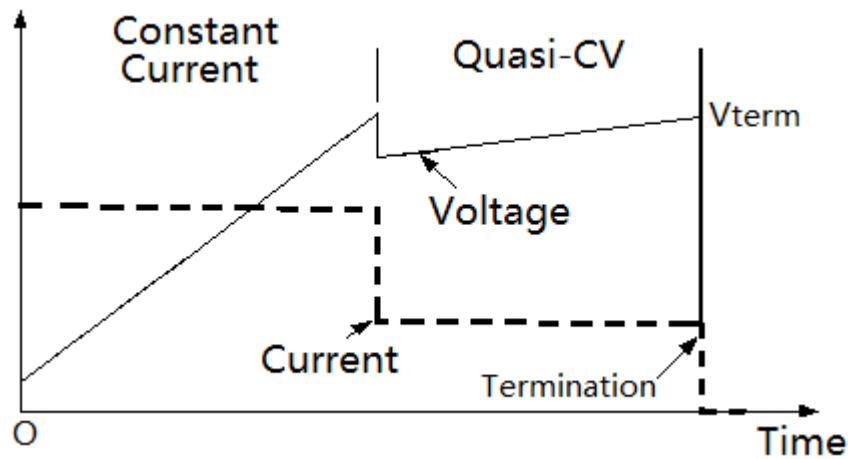 Constant
Current
Quasi-CV
Vterm
Voltage
Current
Termination
O
Time